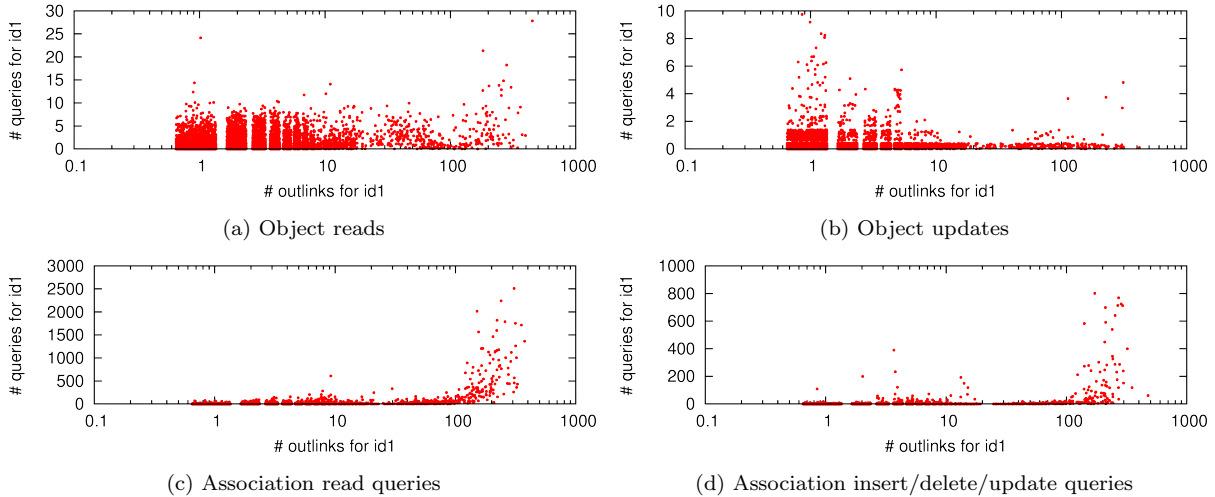 30
25
20
15
10
5
0
0.1 1 10 100 1000
# queries for id1
# outlinks for id1
(a) Object reads
10
8
6
4
2
0
0.1 1 10 100 1000
# queries for id1
# outlinks for id1
(b) Object updates
3000
2500
2000
1500
1000
500
0
0.1 1 10 100 1000
# queries for id1
# outlinks for id1
(c) Association read queries
1000
800
600
400
200
0
0.1 1 10 100 1000
# queries for id1
# outlinks for id1
(d) Association insert/delete/update queries